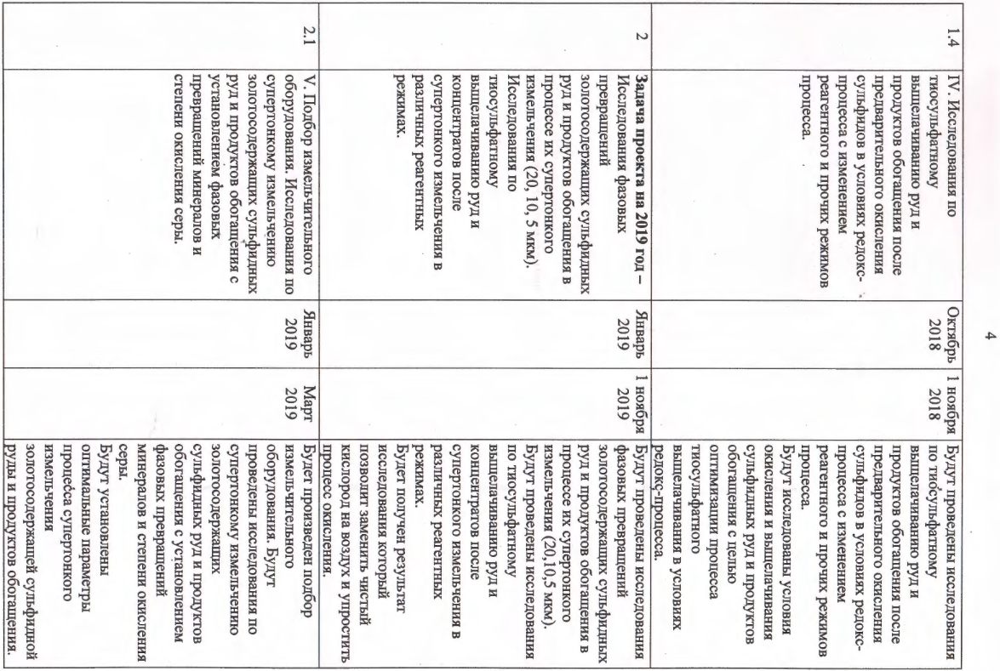 4
1.4
IV. Исследования по
тиосульфатному
выщелачиванию руд и
продуктов обогащения после
предварительного окисления
сульфидов в условиях редокс-
процесса с изменением
реагентного и прочих режимов
процесса.
Октябрь
2018
1 ноября
2018
Будут проведены исследования
по тиосульфатному
выщелачиванию руд и
продуктов обогащения после
предварительного окисления
сульфидов в условиях редокс-
процесса с изменением
реагентного и прочих режимов
процесса.
Будут исследованы условия
окисления и выщелачивания
сульфидных руд и продуктов
обогащения с целью
оптимизации процесса
тиосульфатного
выщелачивания в условиях
редокс-процесса.
2
Задача проекта на 2019 год –
Исследования фазовых
превращений
золотосодержащих сульфидных
руд и продуктов обогащения в
процессе их супертонкого
измельчения (20, 10, 5 мкм).
Исследования по
тиосульфатному
выщелачиванию руд и
концентратов после
супертонкого измельчения в
различных реагентных
режимах.
Январь
2019
1 ноября
2019
Будут проведены исследования
фазовых превращений
золотосодержащих сульфидных
руд и продуктов обогащения в
процессе их супертонкого
измельчения (20,10,5 мкм).
Будут проведены исследования
по тиосульфатному
выщелачиванию руд и
концентратов после
супертонкого измельчения в
различных реагентных
режимах.
Будет получен результат
исследования который
позволит заменить чистый
кислород на воздух и упростить
процесс окисления.
2.1
V. Подбор измельчительного
оборудования. Исследования по
супертонкому измельчению
золотосодержащих сульфидных
руд и продуктов обогащения с
установлением фазовых
превращений минералов и
степени окисления серы.
Январь
2019
Март
2019
Будет произведен подбор
измельчительного
оборудования. Будут
проведены исследования по
супертонкому измельчению
золотосодержащих
сульфидных руд и продуктов
обогащения с установлением
фазовых превращений
минералов и степени окисления
серы.
Будут установлены
оптимальные параметры
процесса супертонкого
измельчения
золотосодержащей сульфидной
руды и продуктов обогащения.